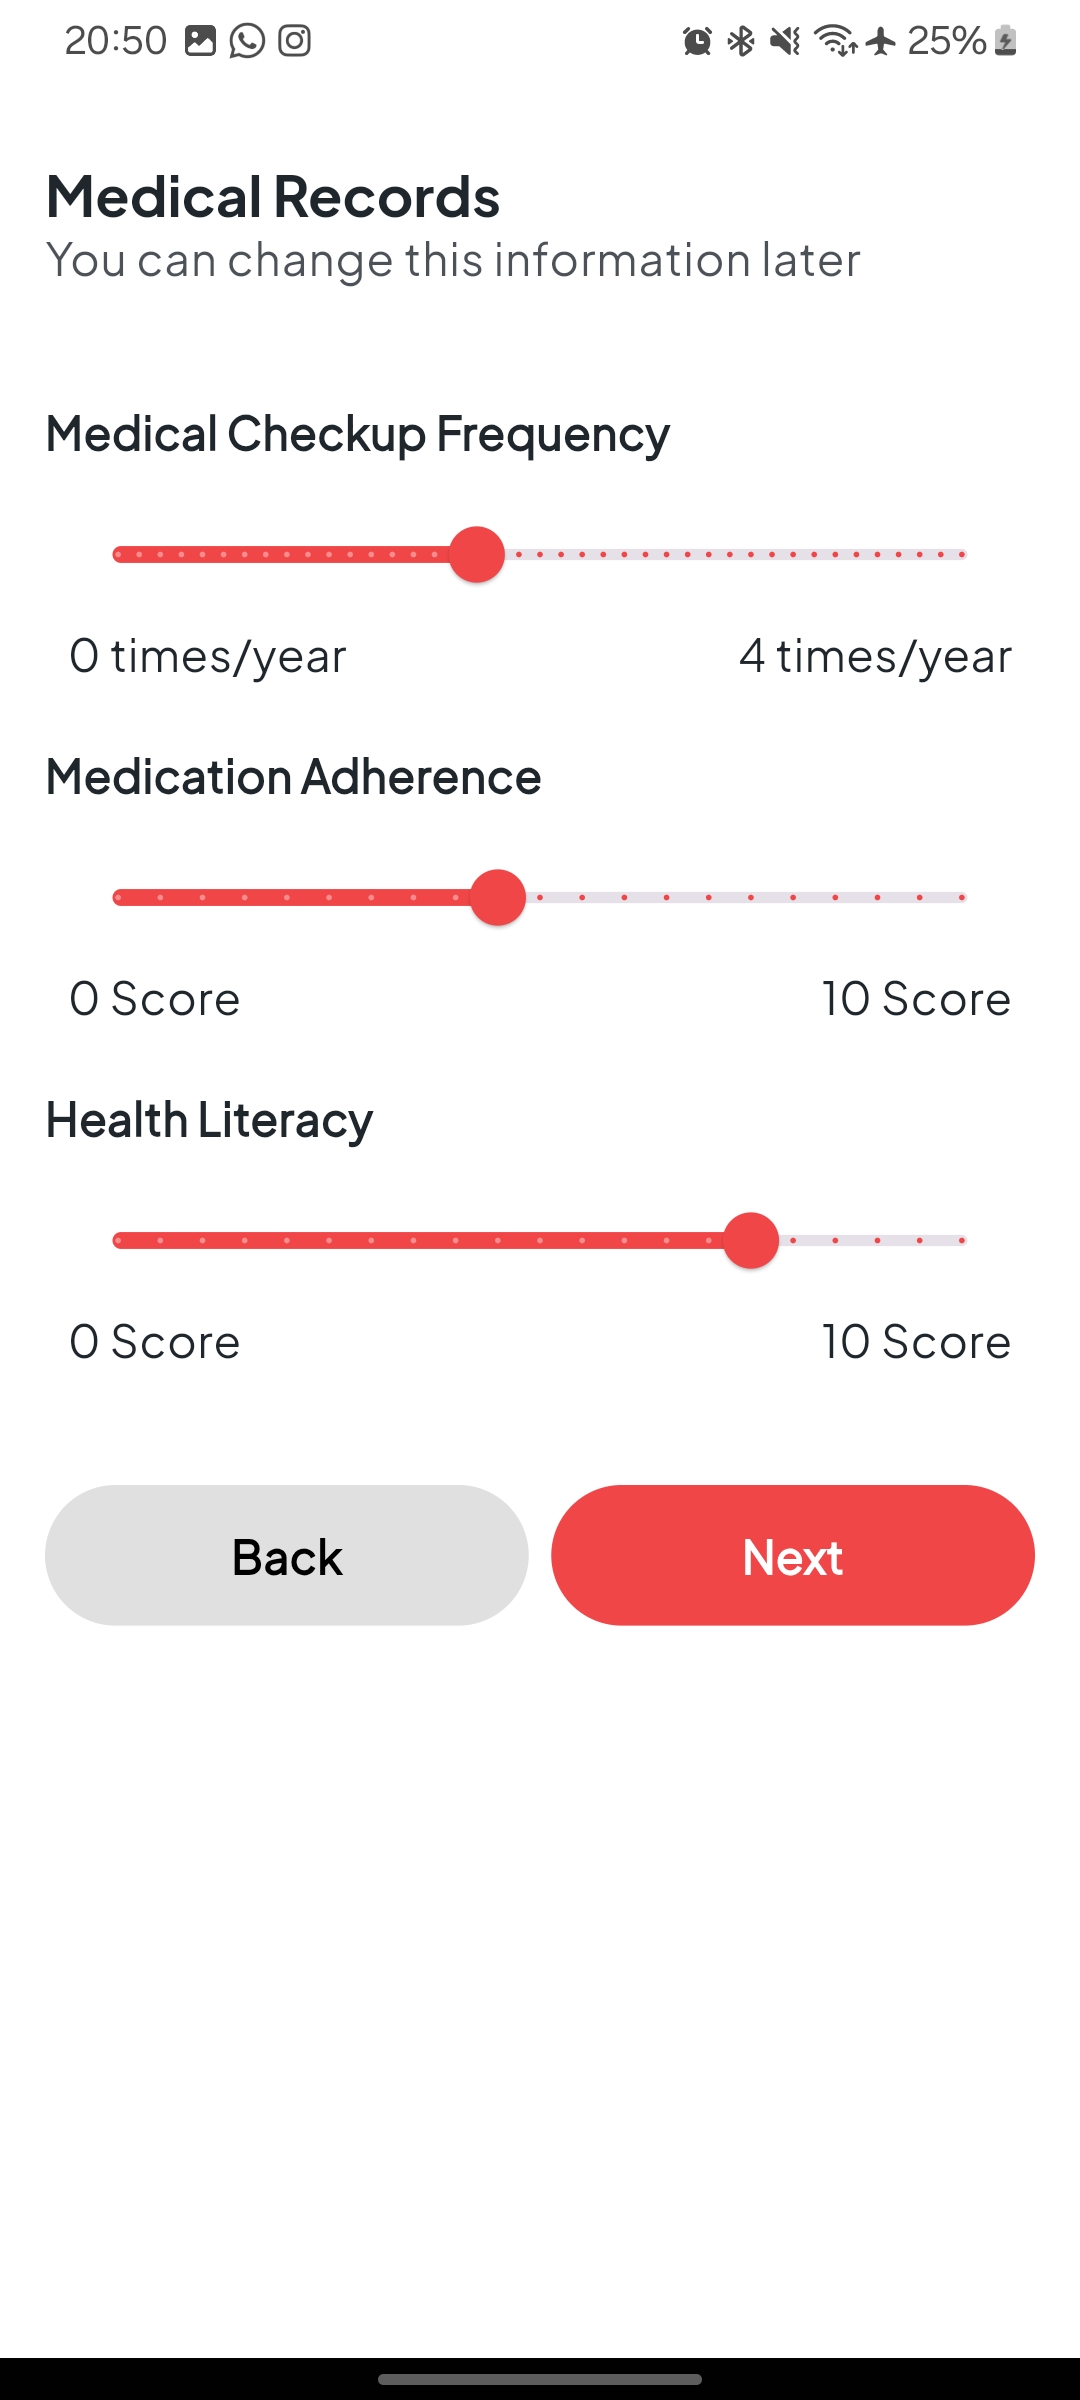 20:50 25%
Medical Records
You can change this information later
Medical Checkup Frequency
0 times/year 4 times/year
Medication Adherence
0 Score 10 Score
Health Literacy
0 Score 10 Score
Back Next